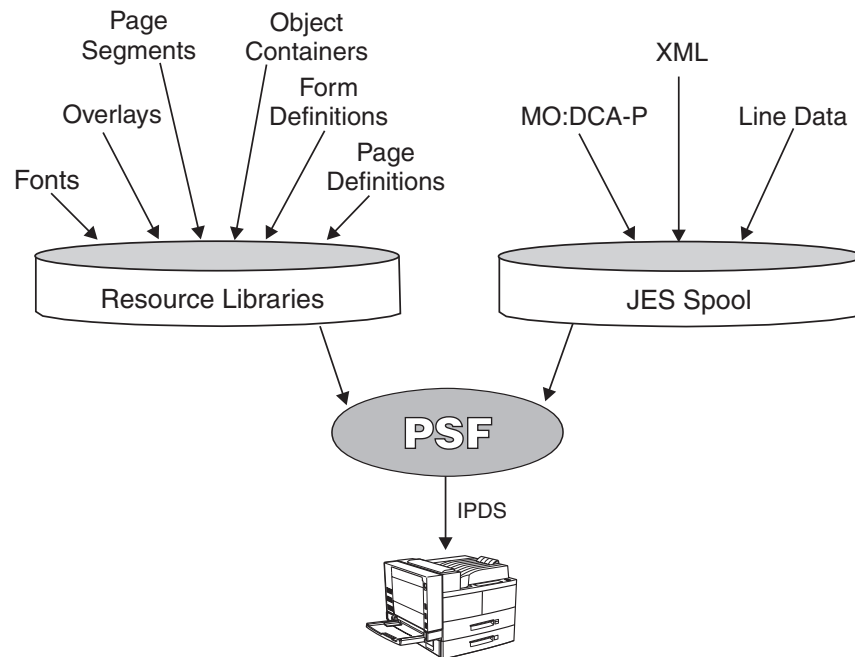 Page
Segments
Object
Containers
XML
Overlays
Form
Definitions
MO:DCA-P
Line Data
Fonts
Page
Definitions
Resource Libraries
JES Spool
PSF
IPDS